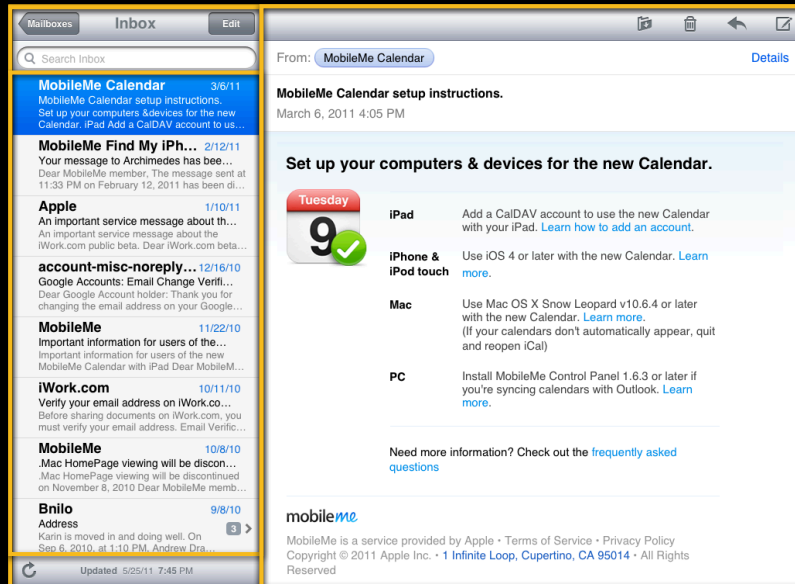 Mailboxes
Inbox
Edit
Search Inbox
MobileMe Calendar 3/6/11
MobileMe Calendar setup instructions.
Set up your computers &devices for the new
Calendar. iPad Add a CalDAV account to us...
MobileMe Find My iPh... 2/12/11
Your message to Archimedes has bee...
Dear MobileMe member, The message sent at
11:33 PM on February 12, 2011 has been di...
Apple 1/10/11
An important service message about th...
An important service message about the
iWork.com public beta. Dear iWork.com beta...
account-misc-noreply... 12/16/10
Google Accounts: Email Change Verifi...
Dear Google Account holder: Thank you for
changing the email address on your Google...
MobileMe 11/22/10
Important information for users of the...
Important information for users of the new
MobileMe Calendar with iPad Dear MobileM...
iWork.com 10/11/10
Verify your email address on iWork.co...
Before sharing documents on iWork.com, you
must verify your email address. Email Verific...
MobileMe 10/8/10
.Mac HomePage viewing will be discon...
.Mac HomePage viewing will be discontinued
on November 8, 2010 Dear MobileMe memb...
Bnilo 9/8/10
Address
3
Karin is moved in and doing well. On
Sep 6, 2010, at 1:10 PM, Andrew Dra...
Updated 5/25/11 7:45 PM
From: MobileMe Calendar
Details
MobileMe Calendar setup instructions.
March 6, 2011 4:05 PM
Set up your computers & devices for the new Calendar.
Tuesday
9
iPad Add a CalDAV account to use the new Calendar
with your iPad. Learn how to add an account.
iPhone & Use iOS 4 or later with the new Calendar. Learn
iPod touch more.
Mac Use Mac OS X Snow Leopard v10.6.4 or later
with the new Calendar. Learn more.
(If your calendars don't automatically appear, quit
and reopen iCal)
PC Install MobileMe Control Panel 1.6.3 or later if
you're syncing calendars with Outlook. Learn
more.
Need more information? Check out the frequently asked
questions
mobileme
MobileMe is a service provided by Apple • Terms of Service • Privacy Policy
Copyright © 2011 Apple Inc. • 1 Infinite Loop, Cupertino, CA 95014 • All Rights
Reserved